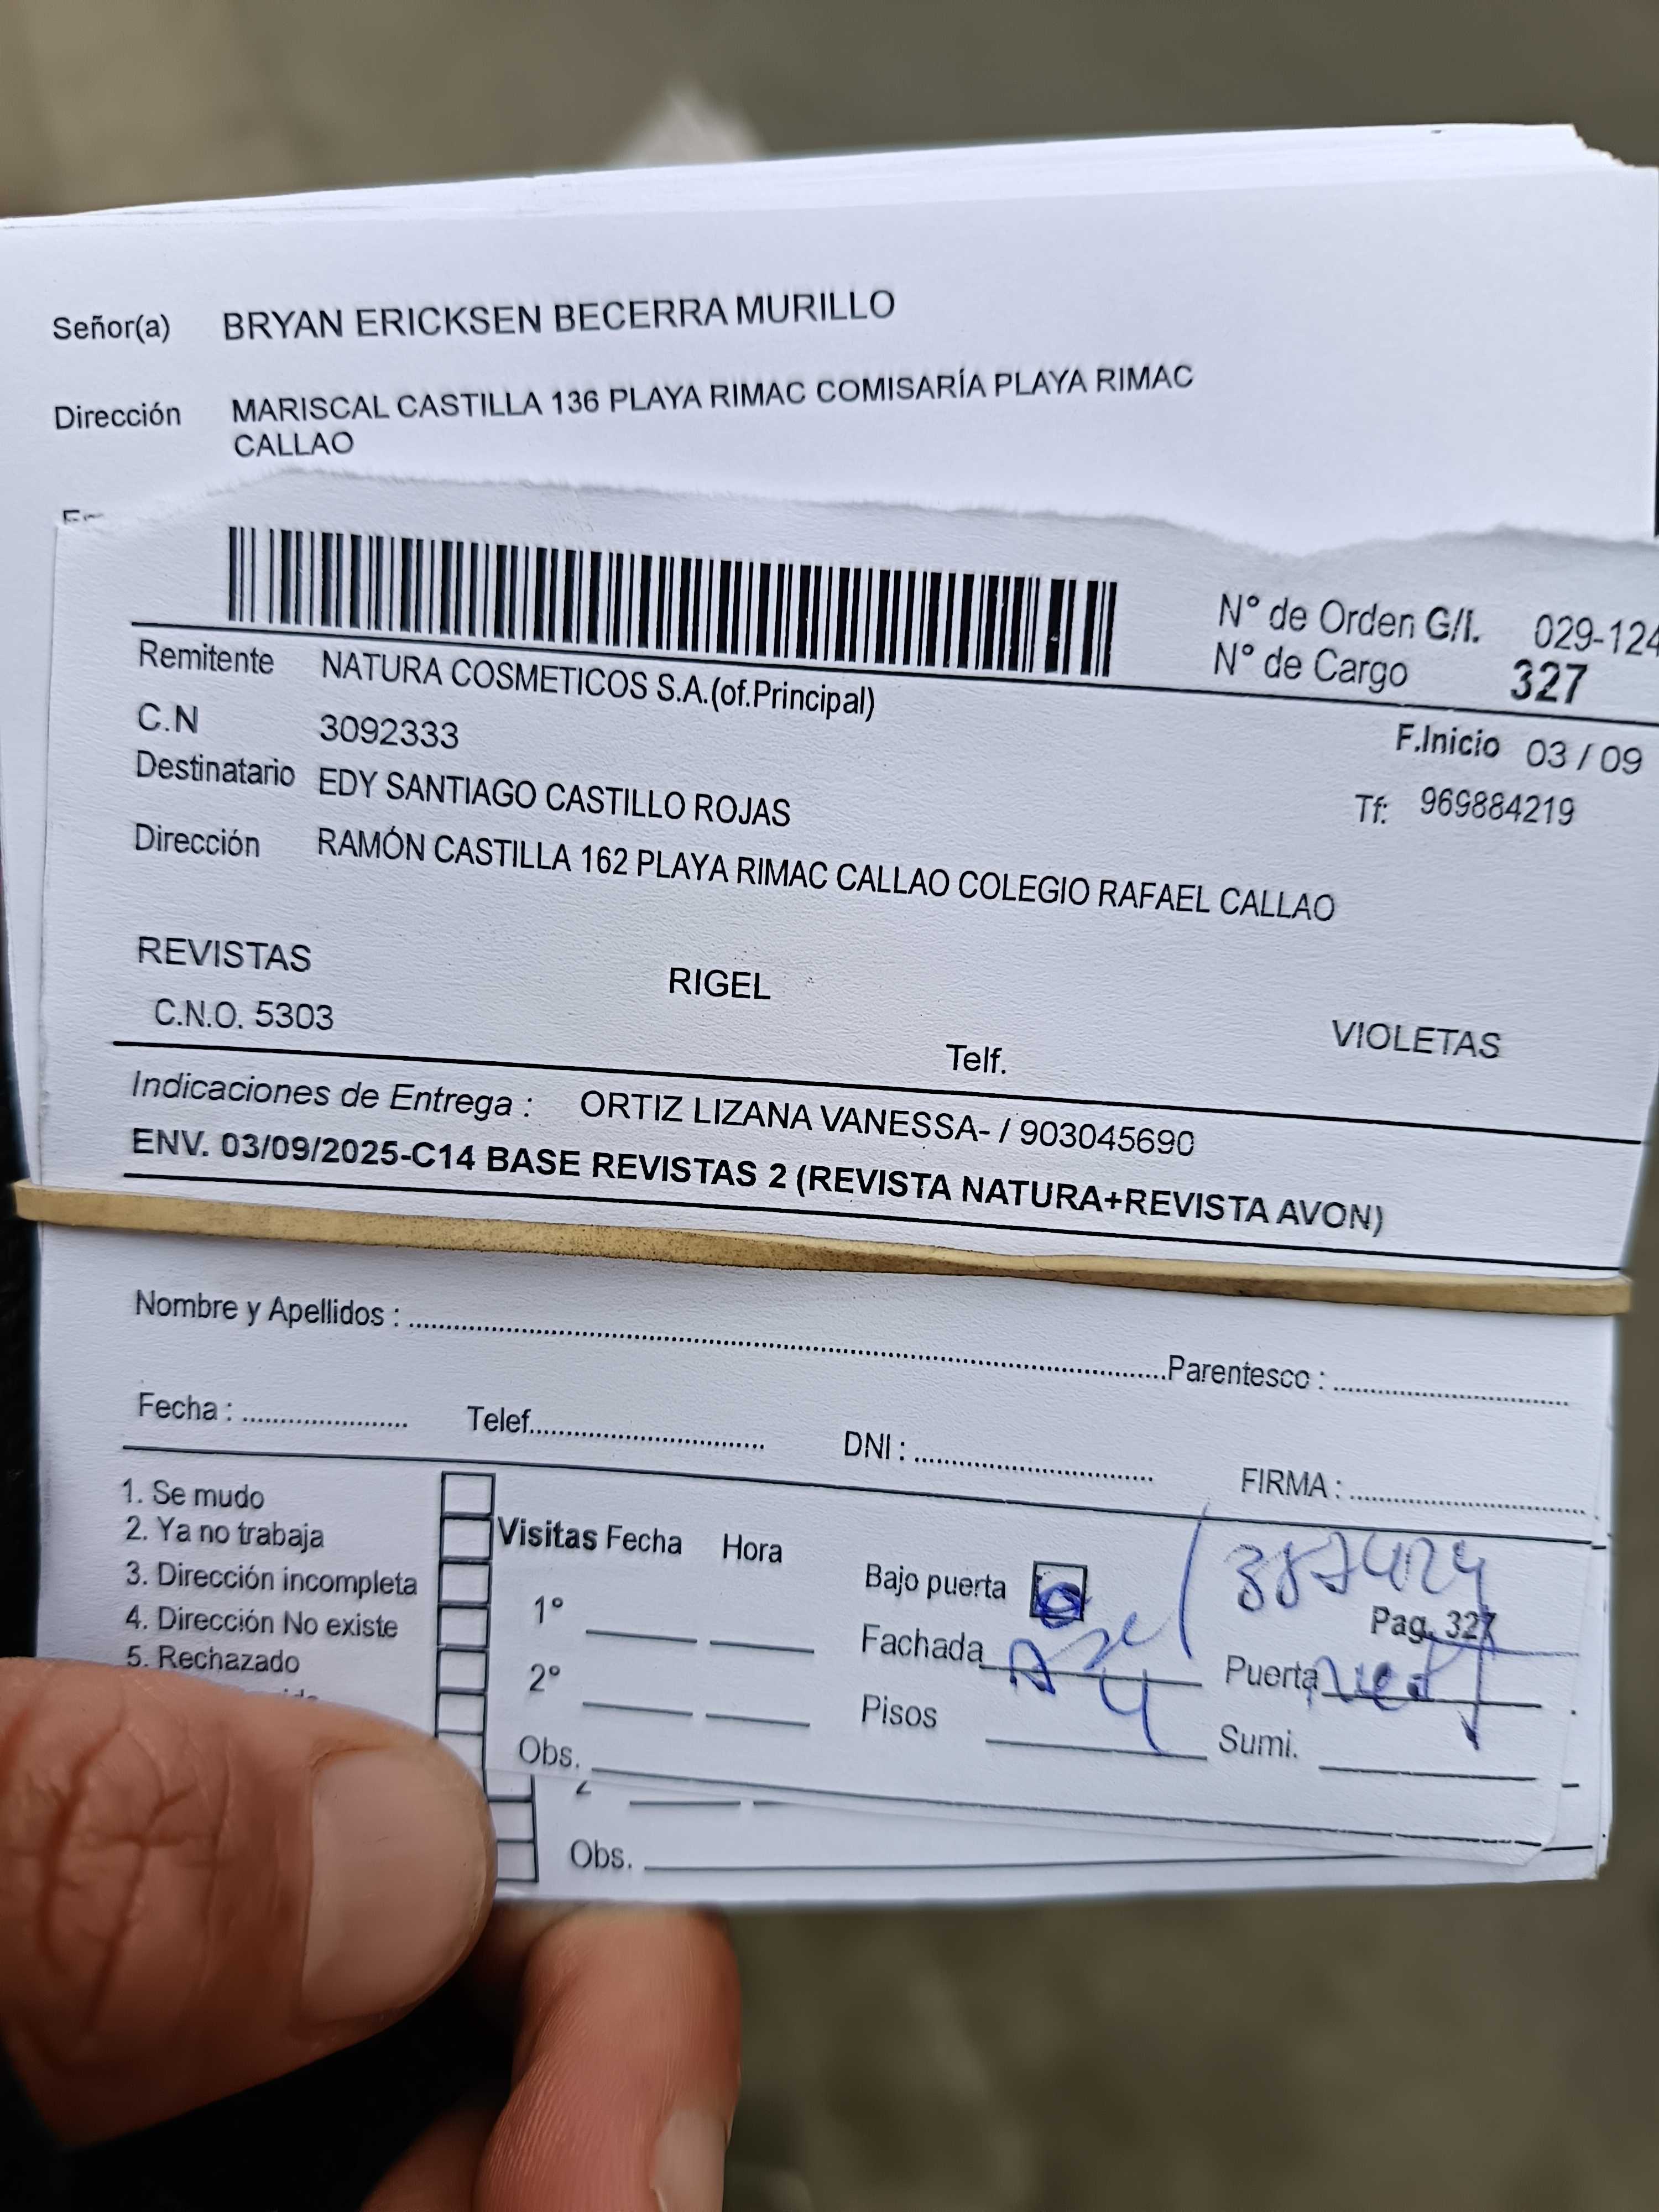 Señor(a) BRYAN ERICKSEN BECERRA MURILLO
Dirección MARISCAL CASTILLA 136 PLAYA RIMAC COMISARÍA PLAYA RIMAC
CALLAO
N° de Orden G/I. 029-124
N° de Cargo 327
Remitente NATURA COSMETICOS S.A.(of.Principal)
F.Inicio 03 / 09
C.N 3092333
Destinatario EDY SANTIAGO CASTILLO ROJAS
Tf: 969884219
Dirección RAMÓN CASTILLA 162 PLAYA RIMAC CALLAO COLEGIO RAFAEL CALLAO
REVISTAS RIGEL VIOLETAS
C.N.O. 5303 Telf.
Indicaciones de Entrega : ORTIZ LIZANA VANESSA- / 903045690
ENV. 03/09/2025-C14 BASE REVISTAS 2 (REVISTA NATURA+REVISTA AVON)
Nombre y Apellidos : Parentesco :
Fecha : Telef. DNI : FIRMA :
1. Se mudo
2. Ya no trabaja
3. Dirección incompleta
4. Dirección No existe
5. Rechazado
Visitas Fecha Hora
1°
2°
Obs.
Bajo puerta
Pag. 327
Fachada Puerta
Pisos 4 Sumi.
Obs.